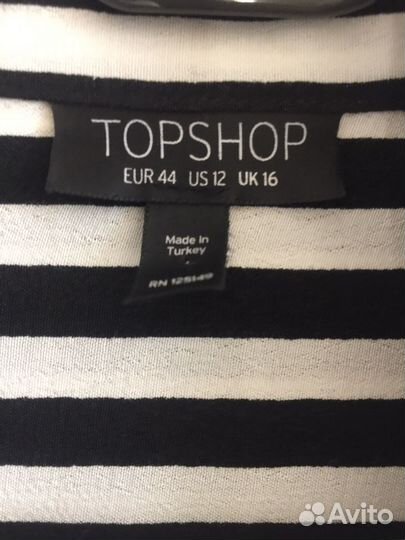 TOPSHOP
EUR 44 US 12 UK 16
Made in
Turkey
RN 125149
Avito